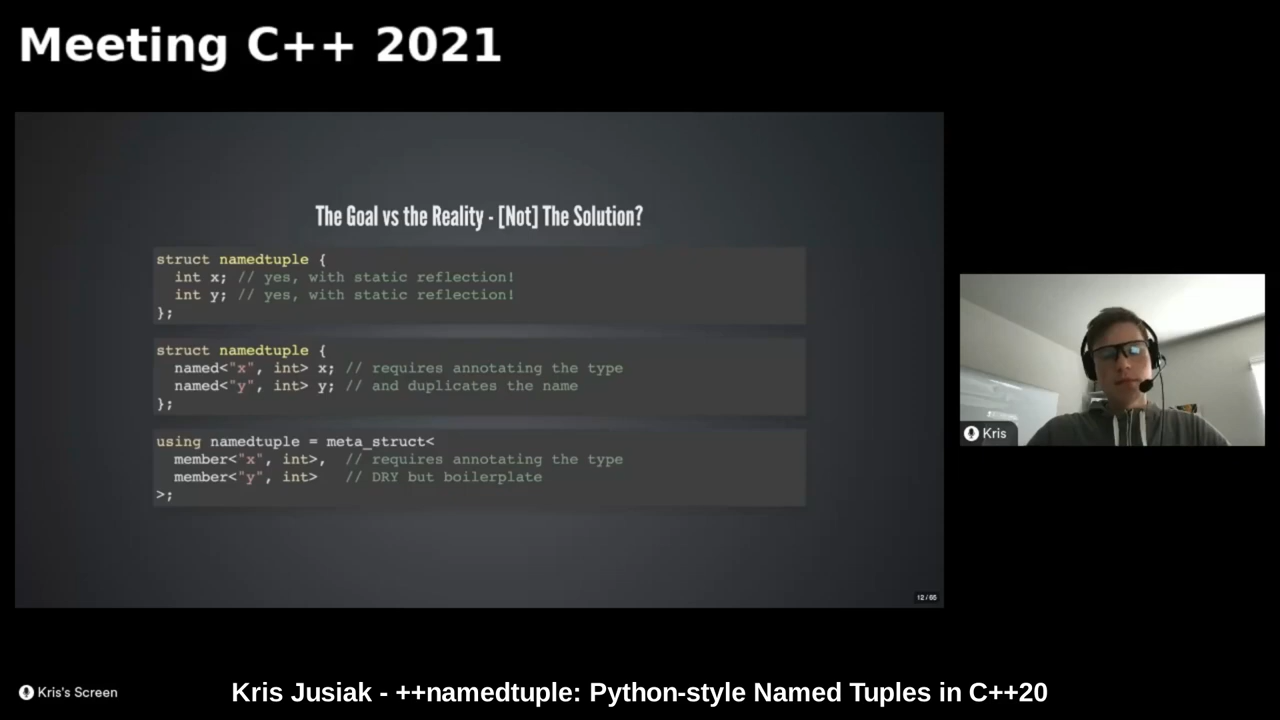 Meeting C++ 2021
The Goal vs the Reality - [Not] The Solution?
struct namedtuple {
  int x; // yes, with static reflection!
  int y; // yes, with static reflection!
};
struct namedtuple {
  named<"x", int> x; // requires annotating the type
  named<"y", int> y; // and duplicates the name
};
using namedtuple = meta_struct<
  member<"x", int>,  // requires annotating the type
  member<"y", int>   // DRY but boilerplate
>;
12 / 65
Kris
Kris's Screen
Kris Jusiak - ++namedtuple: Python-style Named Tuples in C++20